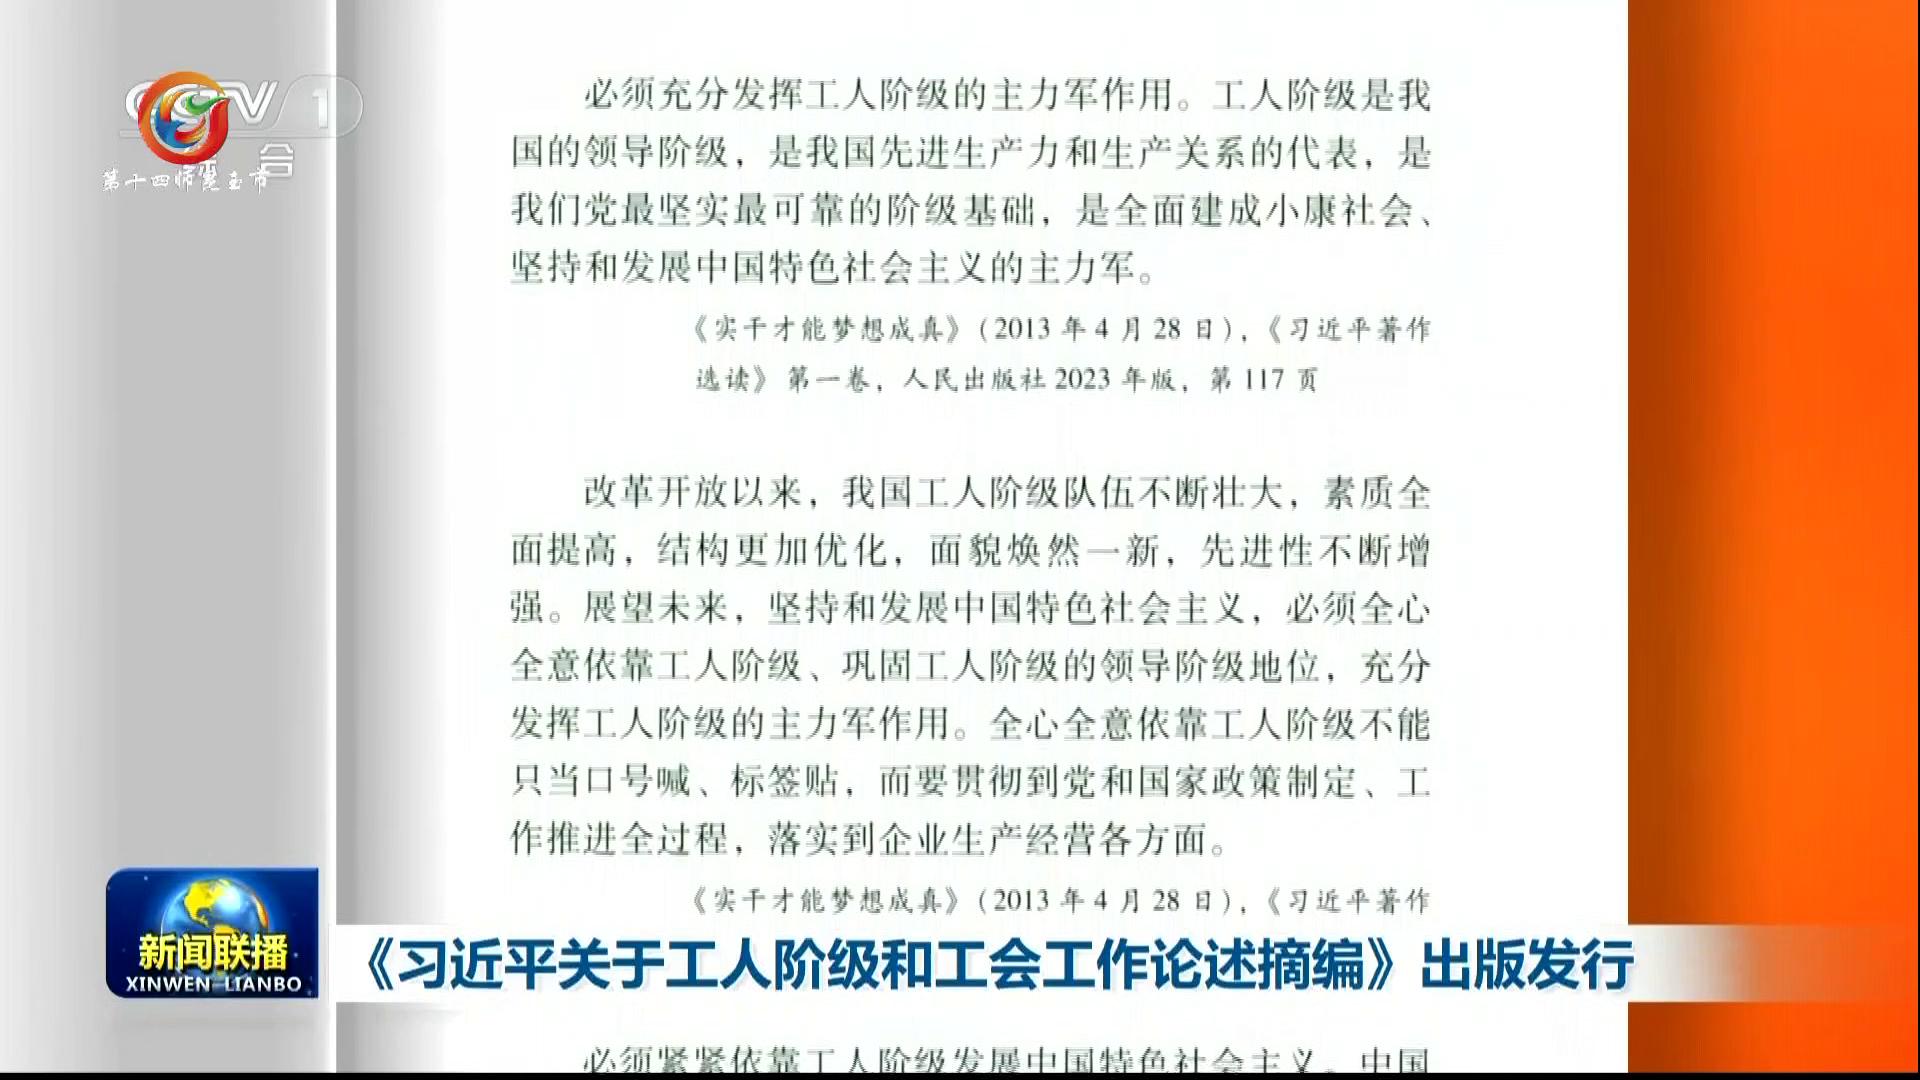 CCTV 1
综合
第十四师昆玉市
必须充分发挥工人阶级的主力军作用。工人阶级是我
国的领导阶级，是我国先进生产力和生产关系的代表，是
我们党最坚实最可靠的阶级基础，是全面建成小康社会、
坚持和发展中国特色社会主义的主力军。
《实干才能梦想成真》(2013 年 4 月 28 日)，《习近平著作
选读》第一卷，人民出版社 2023 年版，第 117 页
改革开放以来，我国工人阶级队伍不断壮大，素质全
面提高，结构更加优化，面貌焕然一新，先进性不断增
强。展望未来，坚持和发展中国特色社会主义，必须全心
全意依靠工人阶级、巩固工人阶级的领导阶级地位，充分
发挥工人阶级的主力军作用。全心全意依靠工人阶级不能
只当口号喊、标签贴，而要贯彻到党和国家政策制定、工
作推进全过程，落实到企业生产经营各方面。
《实干才能梦想成真》(2013 年 4 月 28 日)，《习近平著作
新闻联播
XINWEN LIANBO
《习近平关于工人阶级和工会工作论述摘编》出版发行
必须紧紧依靠工人阶级发展中国特色社会主义。中国